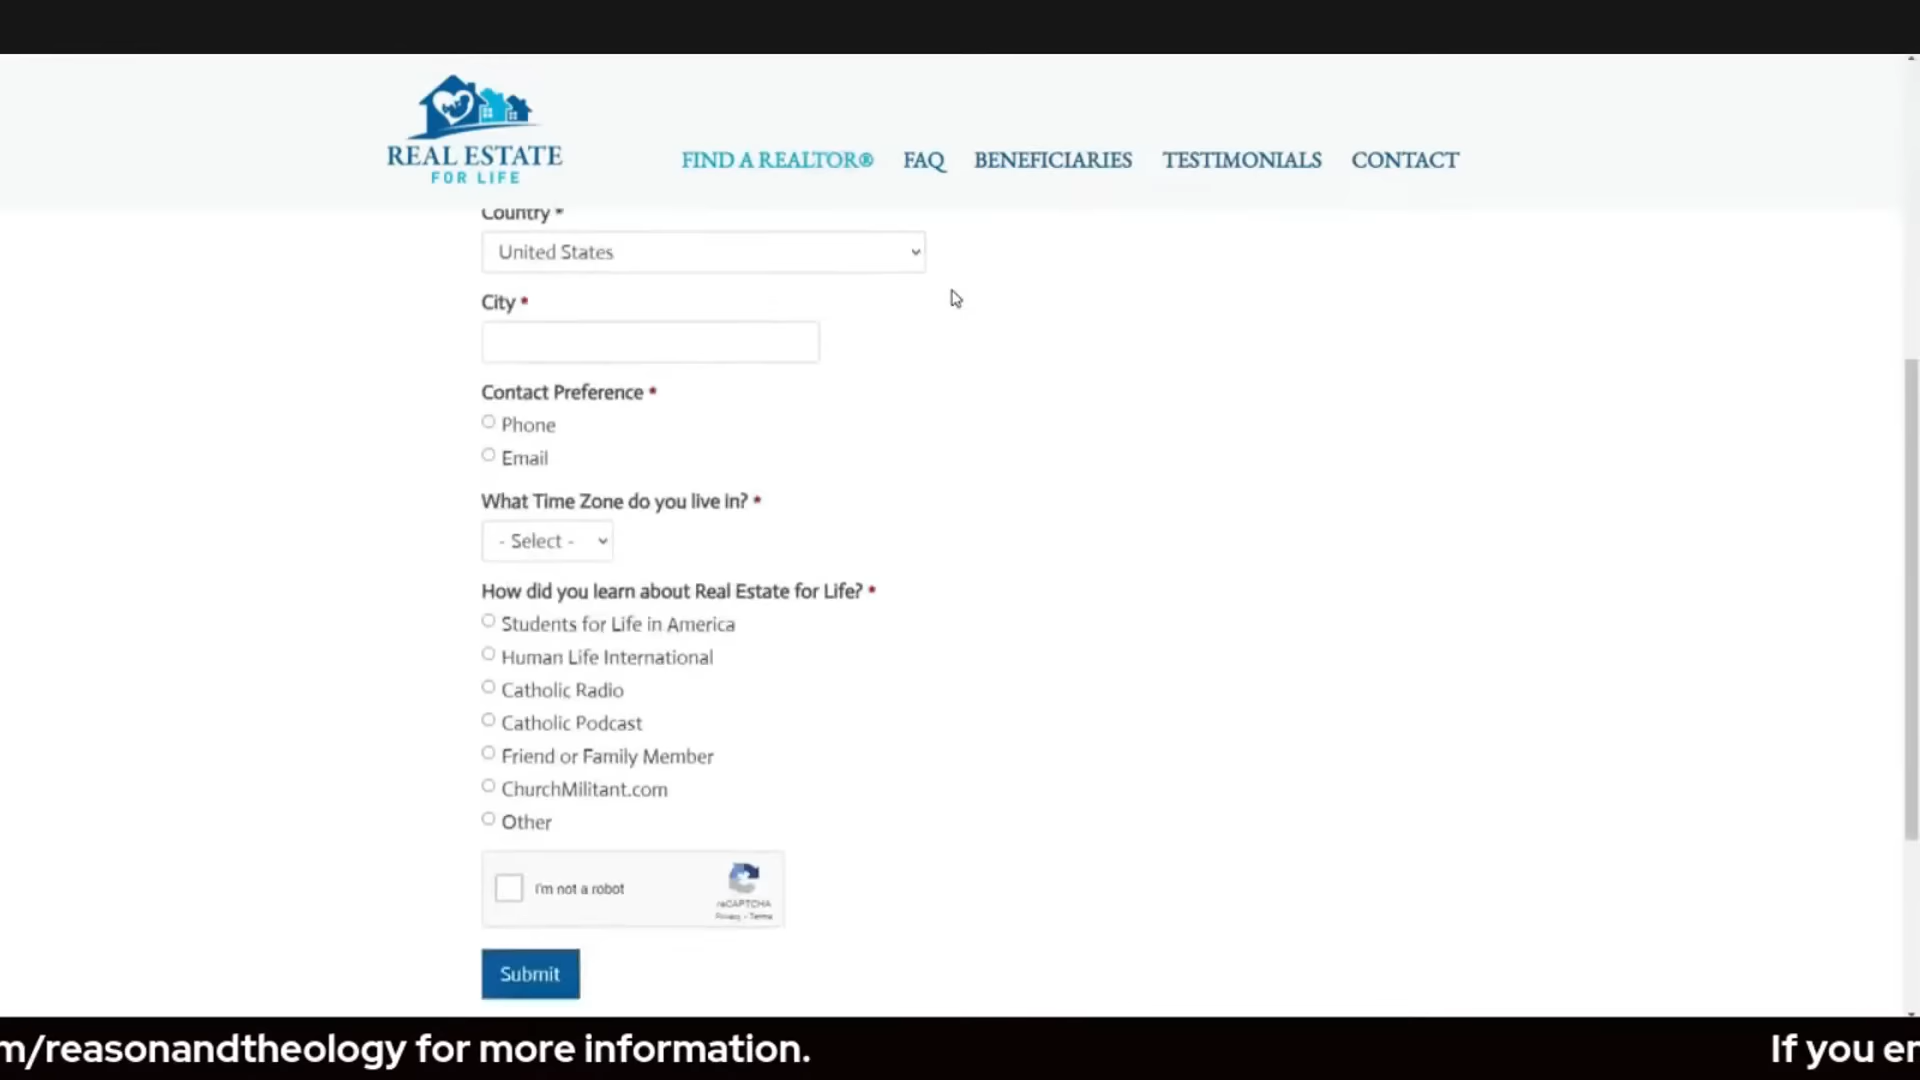 REAL ESTATE
FOR LIFE
FIND A REALTOR®
FAQ
BENEFICIARIES
TESTIMONIALS
CONTACT
Country *
United States
City *
Contact Preference *
Phone
Email
What Time Zone do you live in? *
- Select -
How did you learn about Real Estate for Life? *
Students for Life in America
Human Life International
Catholic Radio
Catholic Podcast
Friend or Family Member
ChurchMilitant.com
Other
I'm not a robot
reCAPTCHA
Privacy - Terms
Submit
m/reasonandtheology for more information.
If you en